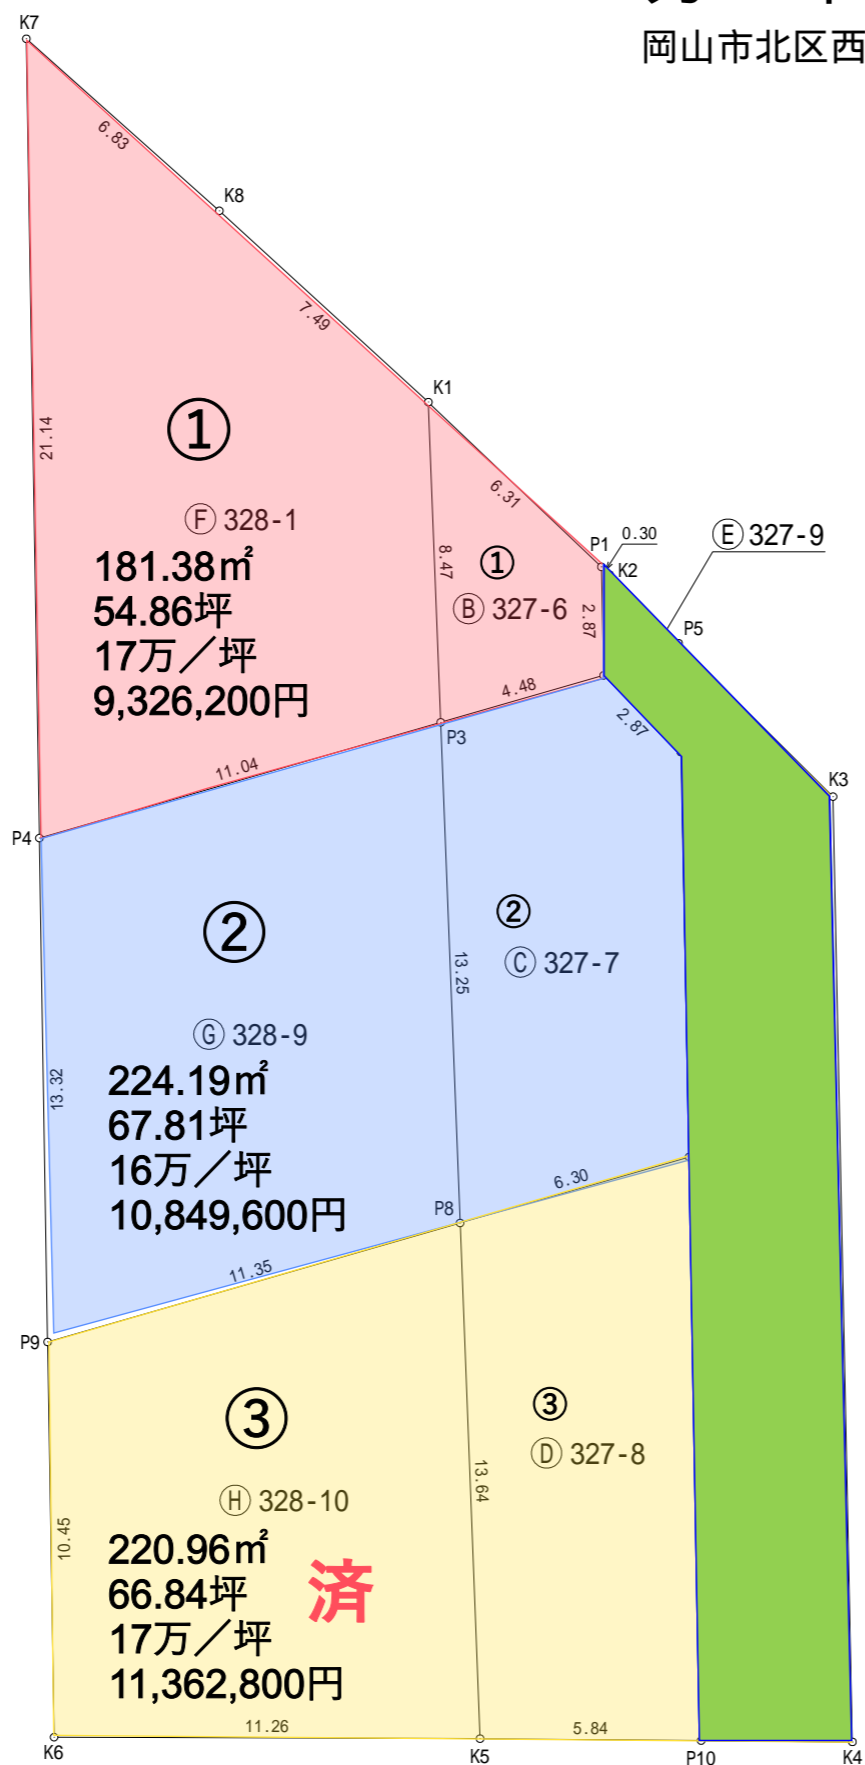 岡山市北区西
K7
6.83
K8
7.49
K1
21.14
①
Ⓕ 328-1
181.38㎡
54.86坪
17万／坪
9,326,200円
6.31
8.47
①
Ⓑ 327-6
P1
0.30
K2
Ⓔ 327-9
P5
2.87
4.48
2.87
P3
11.04
P4
K3
②
②
Ⓒ 327-7
13.25
Ⓖ 328-9
13.32
224.19㎡
67.81坪
16万／坪
10,849,600円
6.30
P8
11.35
P9
③
③
Ⓓ 327-8
13.64
Ⓗ 328-10
10.45
220.96㎡
66.84坪
17万／坪
11,362,800円
済
11.26
5.84
K6
K5
P10
K4